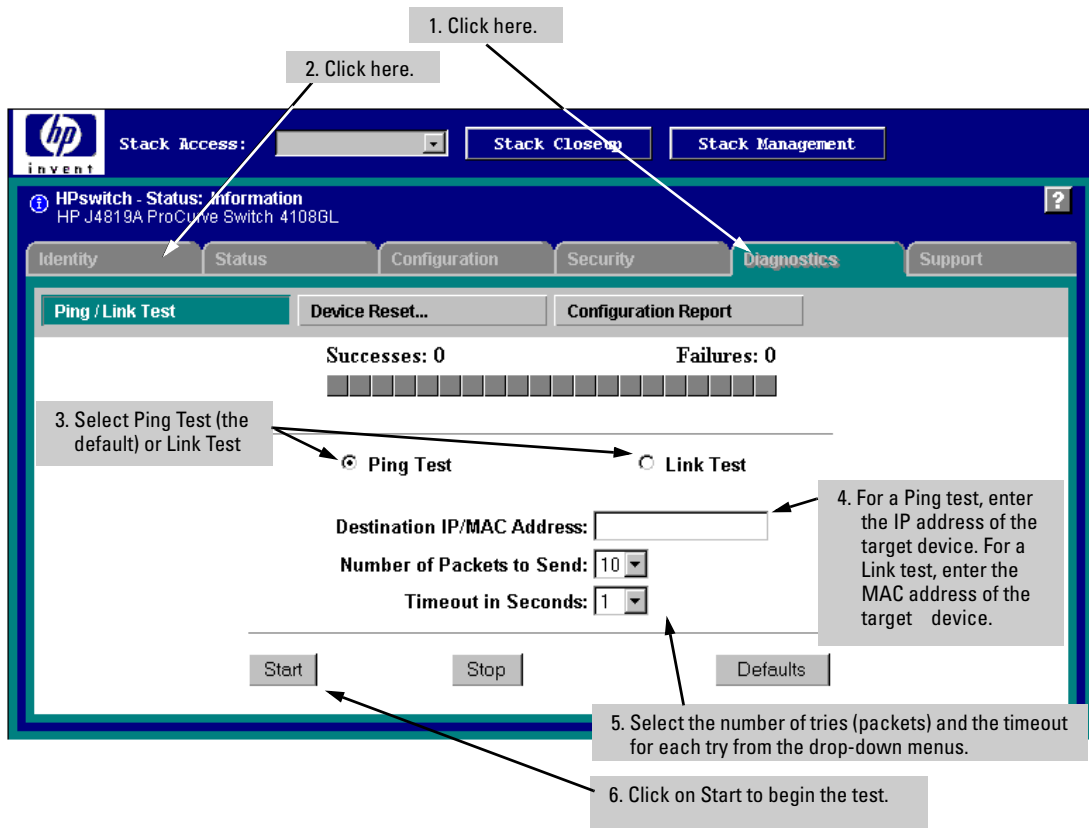 1. Click here.
2. Click here.
hp
invent
Stack Access:
Stack Closeup
Stack Management
HPswitch - Status: Information
HP J4819A ProCurve Switch 4108GL
?
Identity
Status
Configuration
Security
Diagnostics
Support
Ping / Link Test
Device Reset...
Configuration Report
Successes: 0
Failures: 0
3. Select Ping Test (the
default) or Link Test
Ping Test
Link Test
4. For a Ping test, enter
the IP address of the
target device. For a
Link test, enter the
MAC address of the
target device.
Destination IP/MAC Address:
Number of Packets to Send: 10
Timeout in Seconds: 1
Start
Stop
Defaults
5. Select the number of tries (packets) and the timeout
for each try from the drop-down menus.
6. Click on Start to begin the test.